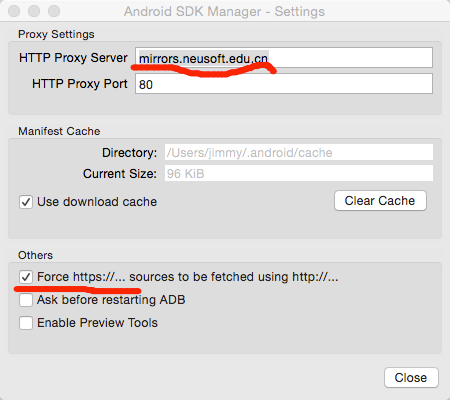 Android SDK Manager - Settings
Proxy Settings
HTTP Proxy Server mirrors.neusoft.edu.cn
HTTP Proxy Port 80
Manifest Cache
Directory: /Users/jimmy/.android/cache
Current Size: 96 KiB
Use download cache Clear Cache
Others
Force https://... sources to be fetched using http://...
Ask before restarting ADB
Enable Preview Tools
Close